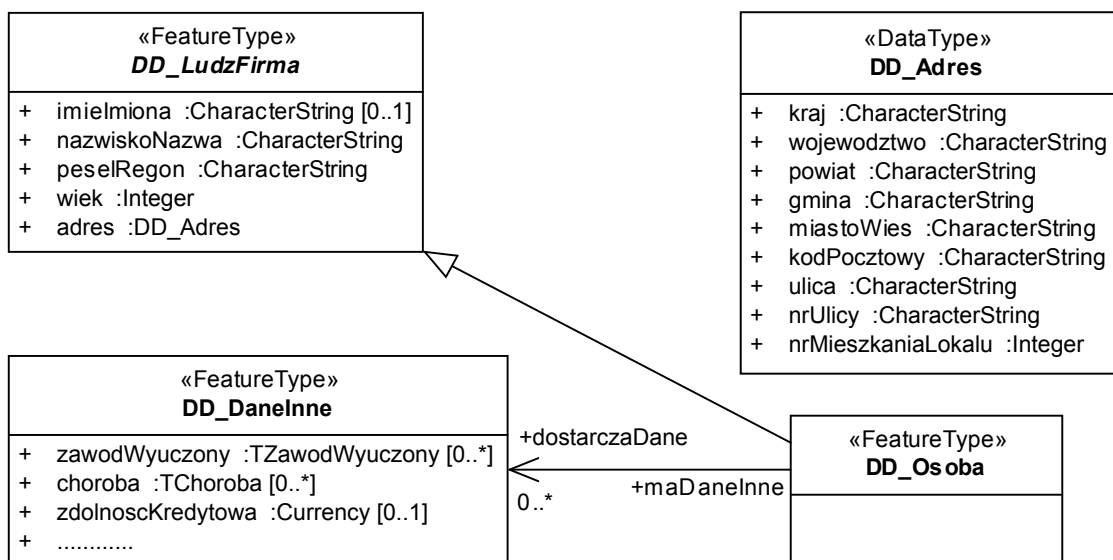 «FeatureType»
DD_LudzFirma
+ imieImiona :CharacterString [0..1]
+ nazwiskoNazwa :CharacterString
+ peselRegon :CharacterString
+ wiek :Integer
+ adres :DD_Adres
«DataType»
DD_Adres
+ kraj :CharacterString
+ wojewodztwo :CharacterString
+ powiat :CharacterString
+ gmina :CharacterString
+ miastoWies :CharacterString
+ kodPocztowy :CharacterString
+ ulica :CharacterString
+ nrUlicy :CharacterString
+ nrMieszkaniaLokalu :Integer
«FeatureType»
DD_DaneInne
+ zawodWyuczony :TZawodWyuczony [0..*]
+ choroba :TChoroba [0..*]
+ zdolnoscKredytowa :Currency [0..1]
+ ............
+dostarczaDane
0..*
+maDaneInne
«FeatureType»
DD_Osoba